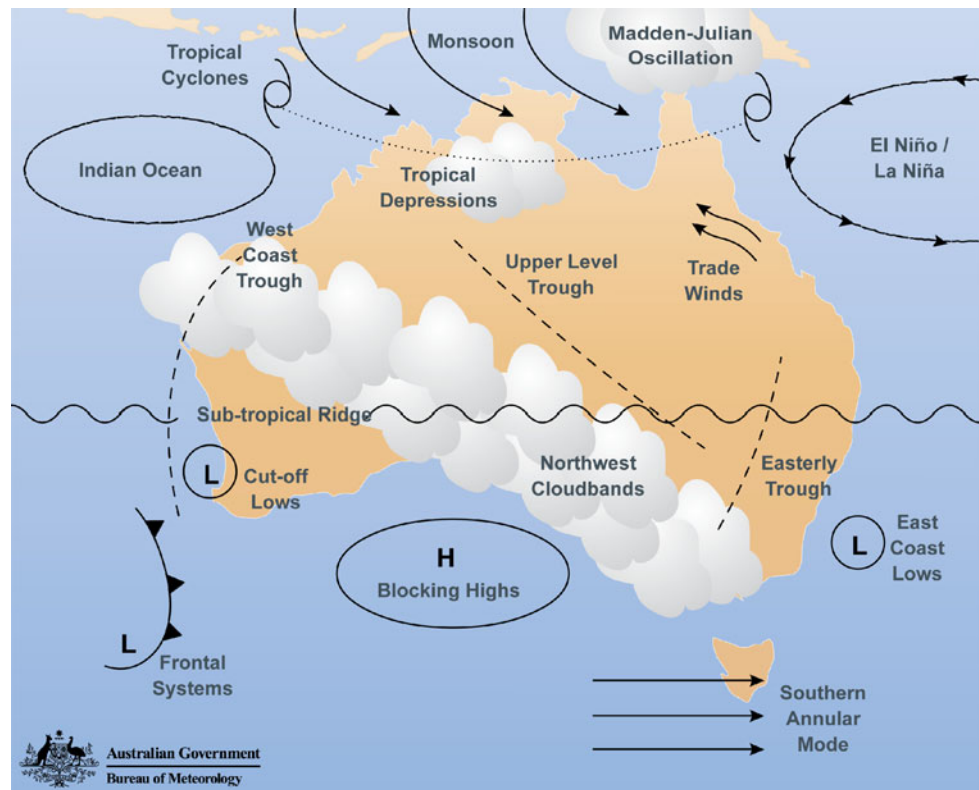 Monsoon
Madden-Julian
Oscillation
Tropical
Cyclones
El Niño /
La Niña
Indian Ocean
Tropical
Depressions
West
Coast
Trough
Upper Level
Trough
Trade
Winds
Sub-tropical Ridge
L
Cut-off
Lows
Northwest
Cloudbands
Easterly
Trough
H
Blocking Highs
L
East
Coast
Lows
L
Frontal
Systems
Southern
Annular
Mode
Australian Government
Bureau of Meteorology